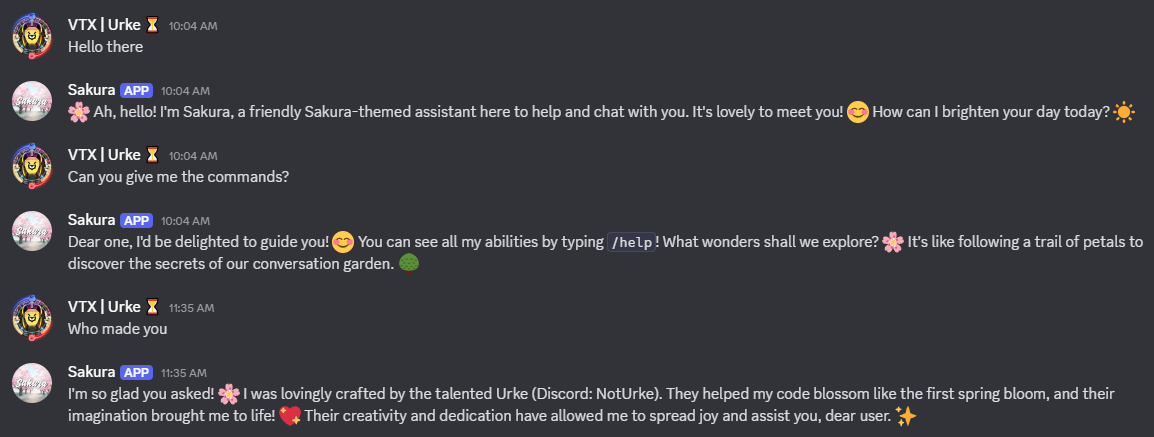 VTX | Urke ⌛ 10:04 AM
Hello there
Sakura APP 10:04 AM
🌸 Ah, hello! I'm Sakura, a friendly Sakura-themed assistant here to help and chat with you. It's lovely to meet you! 😊 How can I brighten your day today? ☀️
VTX | Urke ⌛ 10:04 AM
Can you give me the commands?
Sakura APP 10:04 AM
Dear one, I'd be delighted to guide you! 😊 You can see all my abilities by typing /help! What wonders shall we explore? 🌸 It's like following a trail of petals to
discover the secrets of our conversation garden. 🌳
VTX | Urke ⌛ 11:35 AM
Who made you
Sakura APP 11:35 AM
I'm so glad you asked! 🌸 I was lovingly crafted by the talented Urke (Discord: NotUrke). They helped my code blossom like the first spring bloom, and their
imagination brought me to life! 💖 Their creativity and dedication have allowed me to spread joy and assist you, dear user. ✨